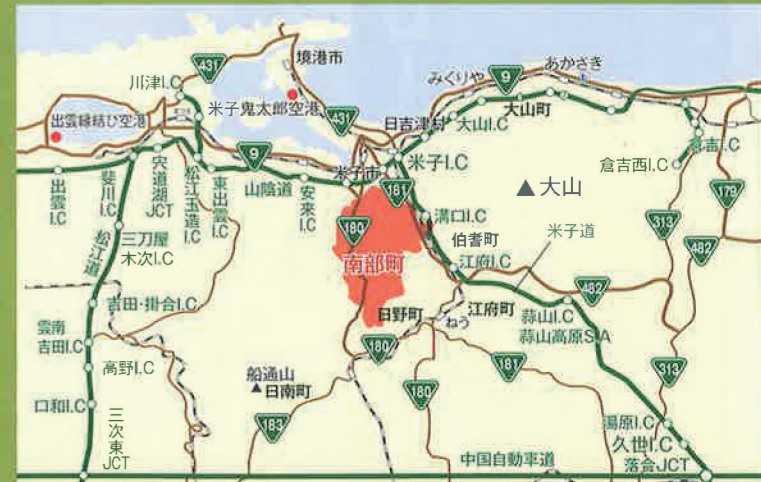 境港市
431
川津I.C
みくりや
9
あかさき
出雲縁結び空港
米子鬼太郎空港
431
日吉津村
大山I.C
大山町
倉吉I.C
倉吉西I.C
出雲I.C
斐川I.C
宍道湖JCT
松江玉造I.C
東出雲I.C
9
山陰道
安来I.C
米子市
米子I.C
181
大山
179
溝口I.C
180
伯耆町
米子道
313
482
三刀屋木次I.C
松江道
南部町
江府I.C
482
吉田・掛合I.C
日野町
ねう
江府町
蒜山I.C
蒜山高原S.A
雲南吉田I.C
高野I.C
180
181
313
船通山
日南町
180
口和I.C
183
湯原I.C
三次東JCT
久世I.C
中国自動車道
落合JCT